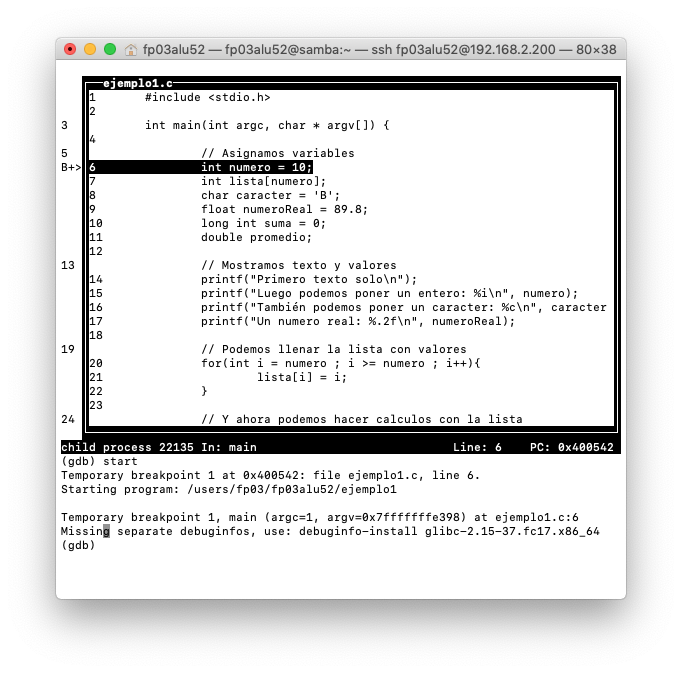 fp03alu52 — fp03alu52@samba:~ — ssh fp03alu52@192.168.2.200 — 80×38
ejemplo1.c
1 #include <stdio.h>
2
3 int main(int argc, char * argv[]) {
4
5 // Asignamos variables
B+> 6 int numero = 10;
7 int lista[numero];
8 char caracter = 'B';
9 float numeroReal = 89.8;
10 long int suma = 0;
11 double promedio;
12
13 // Mostramos texto y valores
14 printf("Primero texto solo\n");
15 printf("Luego podemos poner un entero: %i\n", numero);
16 printf("También podemos poner un caracter: %c\n", caracter
17 printf("Un numero real: %.2f\n", numeroReal);
18
19 // Podemos llenar la lista con valores
20 for(int i = numero ; i >= numero ; i++){
21 lista[i] = i;
22 }
23
24 // Y ahora podemos hacer calculos con la lista
child process 22135 In: main Line: 6 PC: 0x400542
(gdb) start
Temporary breakpoint 1 at 0x400542: file ejemplo1.c, line 6.
Starting program: /users/fp03/fp03alu52/ejemplo1
Temporary breakpoint 1, main (argc=1, argv=0x7fffffffe398) at ejemplo1.c:6
Missing separate debuginfos, use: debuginfo-install glibc-2.15-37.fc17.x86_64
(gdb)